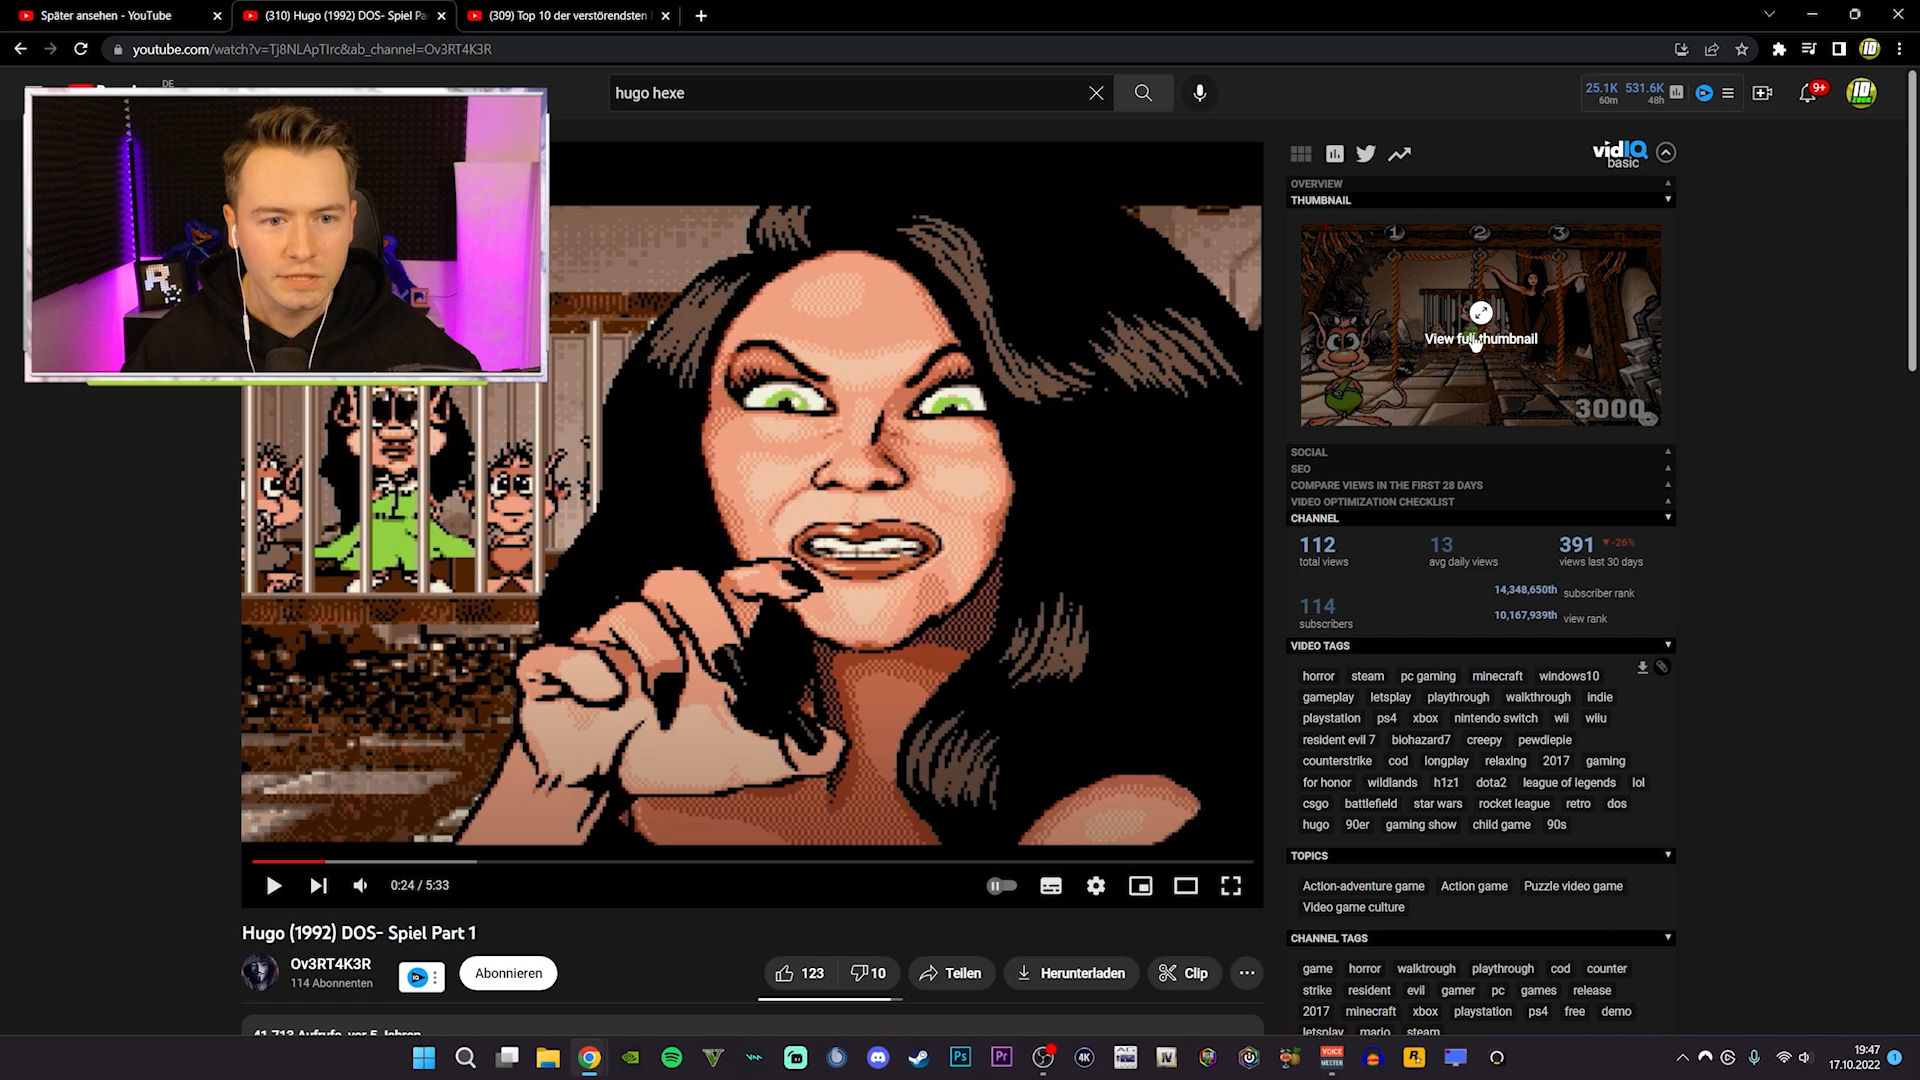 Später ansehen - YouTube
(310) Hugo (1992) DOS- Spiel Pa
(309) Top 10 der verstörendsten
youtube.com/watch?v=Tj8NLApTIrc&ab_channel=Ov3RT4K3R
DE
hugo hexe
25.1K 531.6K
60m 48h
9+
vidIQ
basic
OVERVIEW
THUMBNAIL
1 2 3
View full thumbnail
3000
SOCIAL
SEO
COMPARE VIEWS IN THE FIRST 28 DAYS
VIDEO OPTIMIZATION CHECKLIST
CHANNEL
112 13 391 -26%
total views avg daily views views last 30 days
14,348,650th subscriber rank
114 10,167,939th view rank
subscribers
VIDEO TAGS
horror steam pc gaming minecraft windows10
gameplay letsplay playthrough walkthrough indie
playstation ps4 xbox nintendo switch wii wiiu
resident evil 7 biohazard7 creepy pewdiepie
counterstrike cod longplay relaxing 2017 gaming
for honor wildlands h1z1 dota2 league of legends lol
csgo battlefield star wars rocket league retro dos
hugo 90er gaming show child game 90s
TOPICS
Action-adventure game Action game Puzzle video game
Video game culture
CHANNEL TAGS
game horror walktrough playthrough cod counter
strike resident evil gamer pc games release
2017 minecraft xbox playstation ps4 free demo
letsplay mario steam
0:24 / 5:33
Hugo (1992) DOS- Spiel Part 1
Ov3RT4K3R
114 Abonnenten
Abonnieren
123
10
Teilen
Herunterladen
Clip
41.713 Aufrufe vor 5 Jahren
19:47
17.10.2022
1